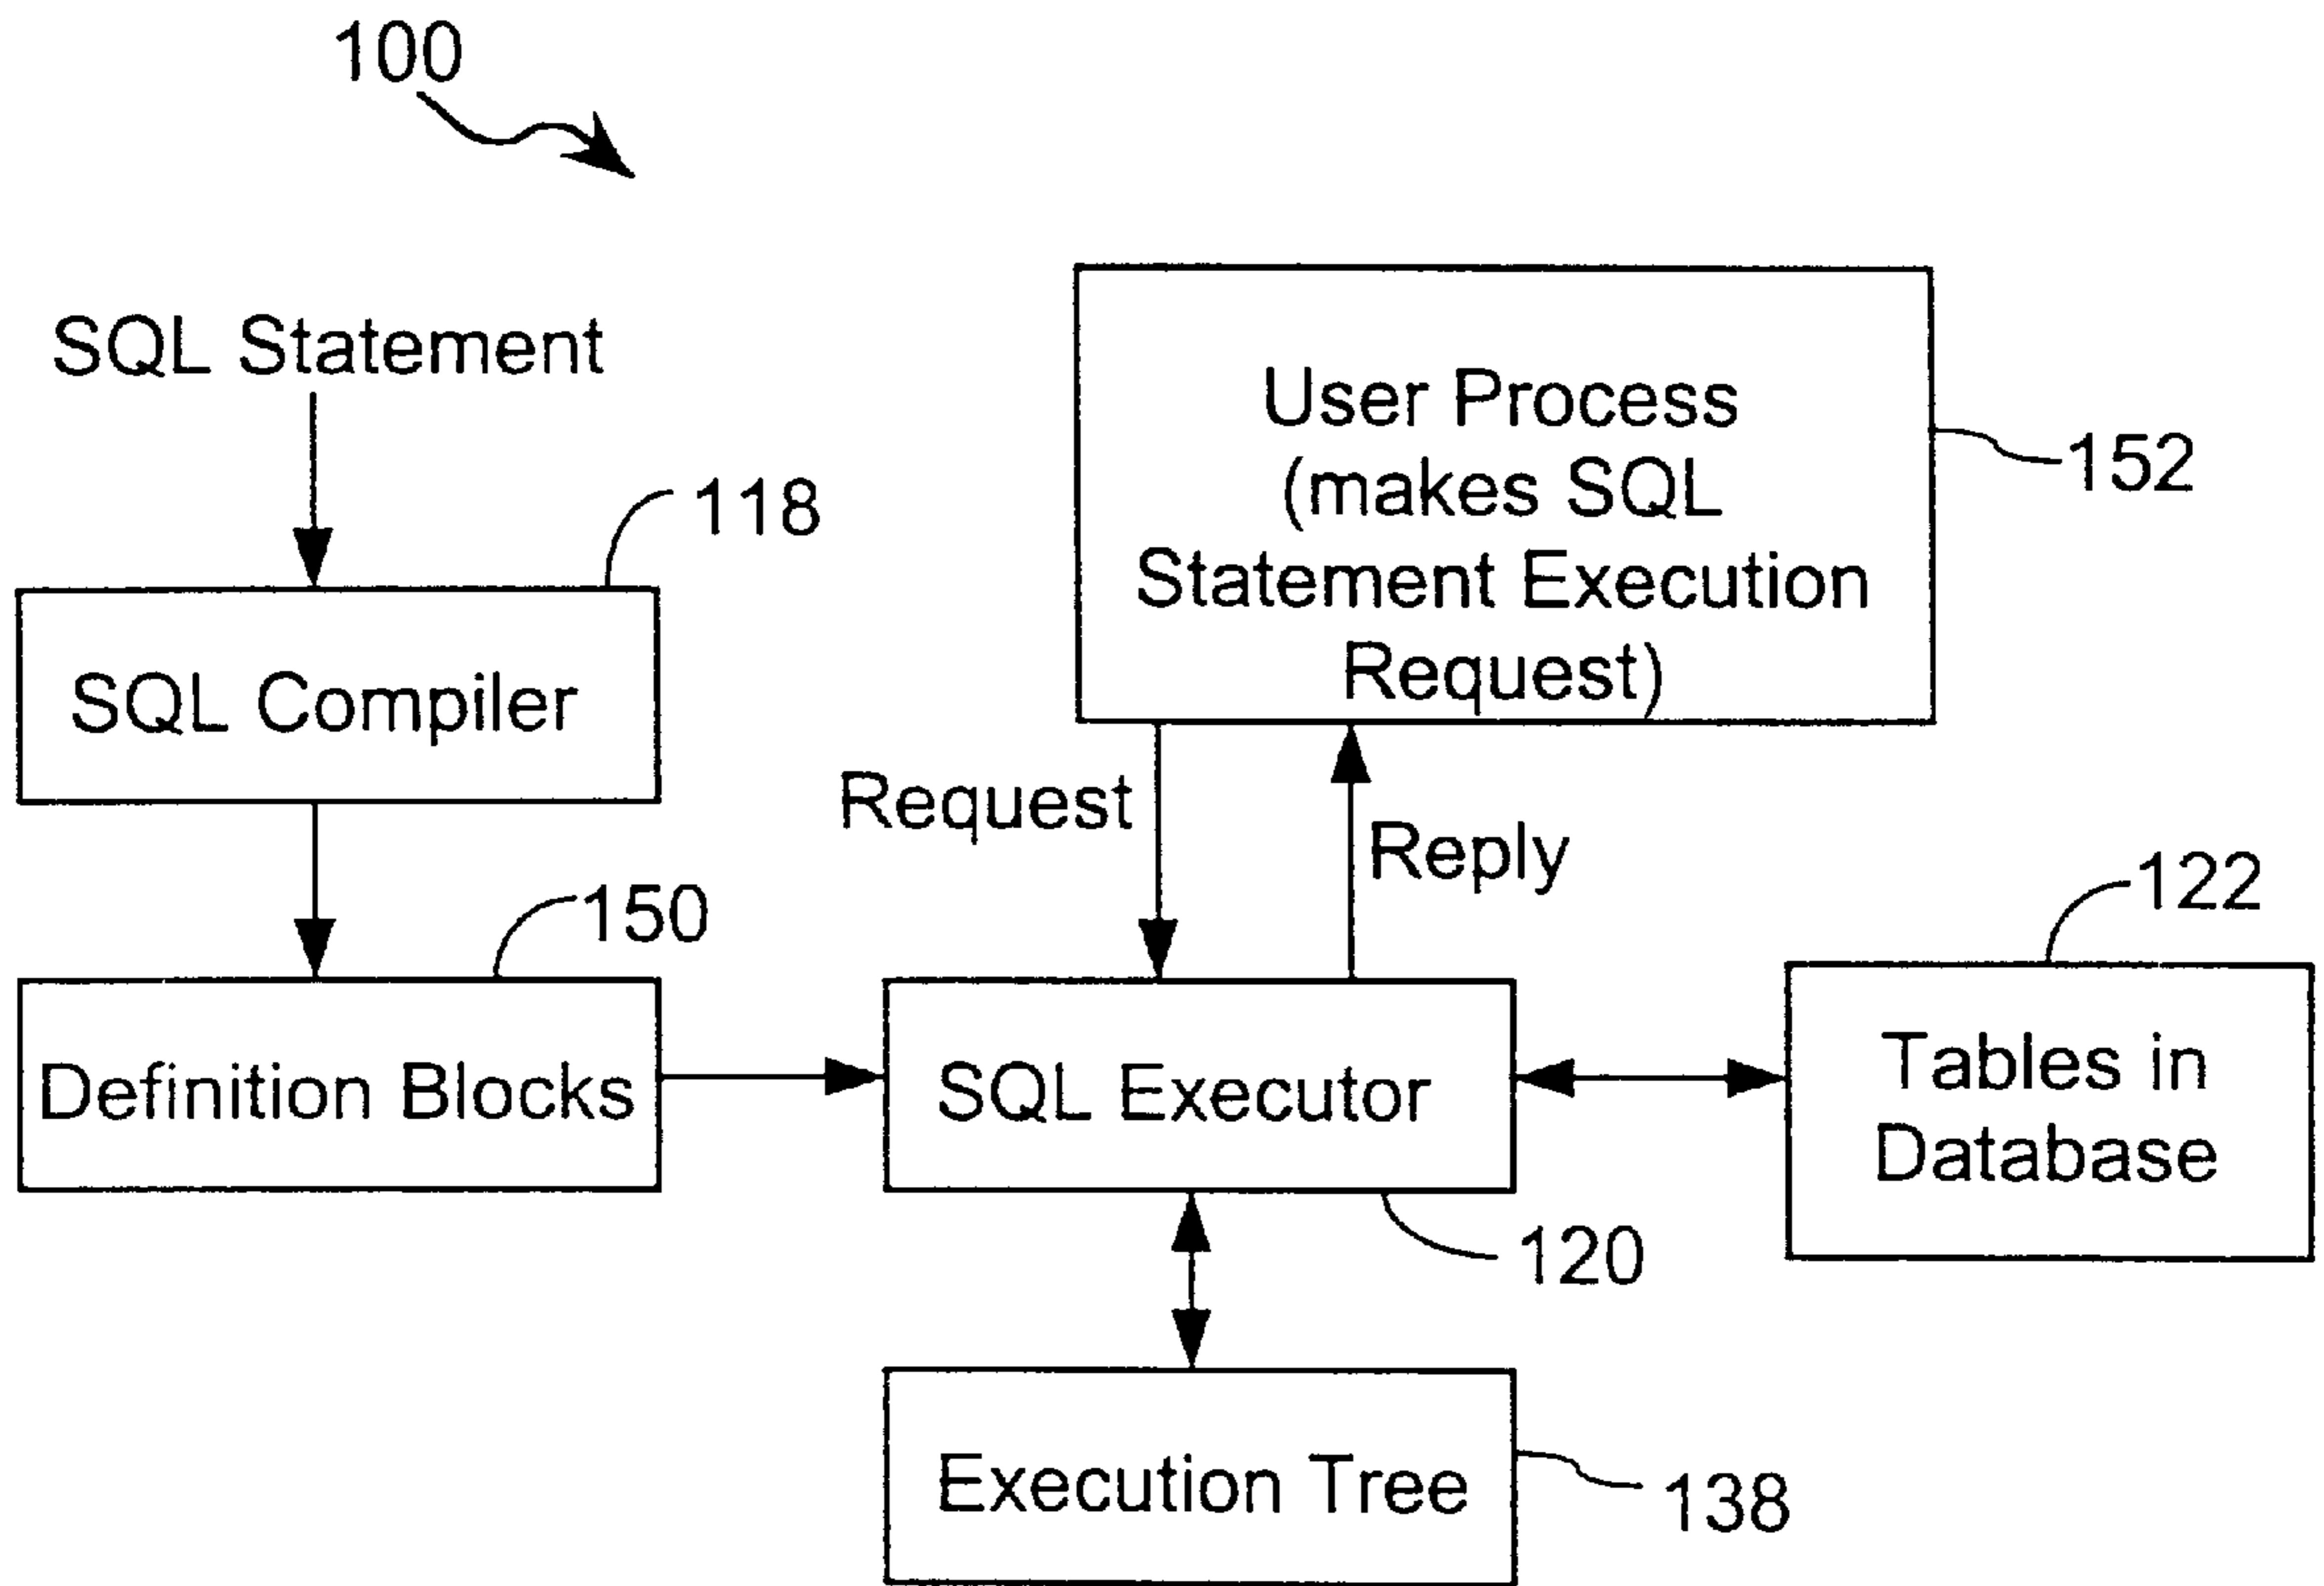 100
SQL Statement
118
SQL Compiler
150
Definition Blocks
User Process
(makes SQL
Statement Execution
Request)
152
Request
Reply
122
SQL Executor
120
Tables in
Database
Execution Tree
138